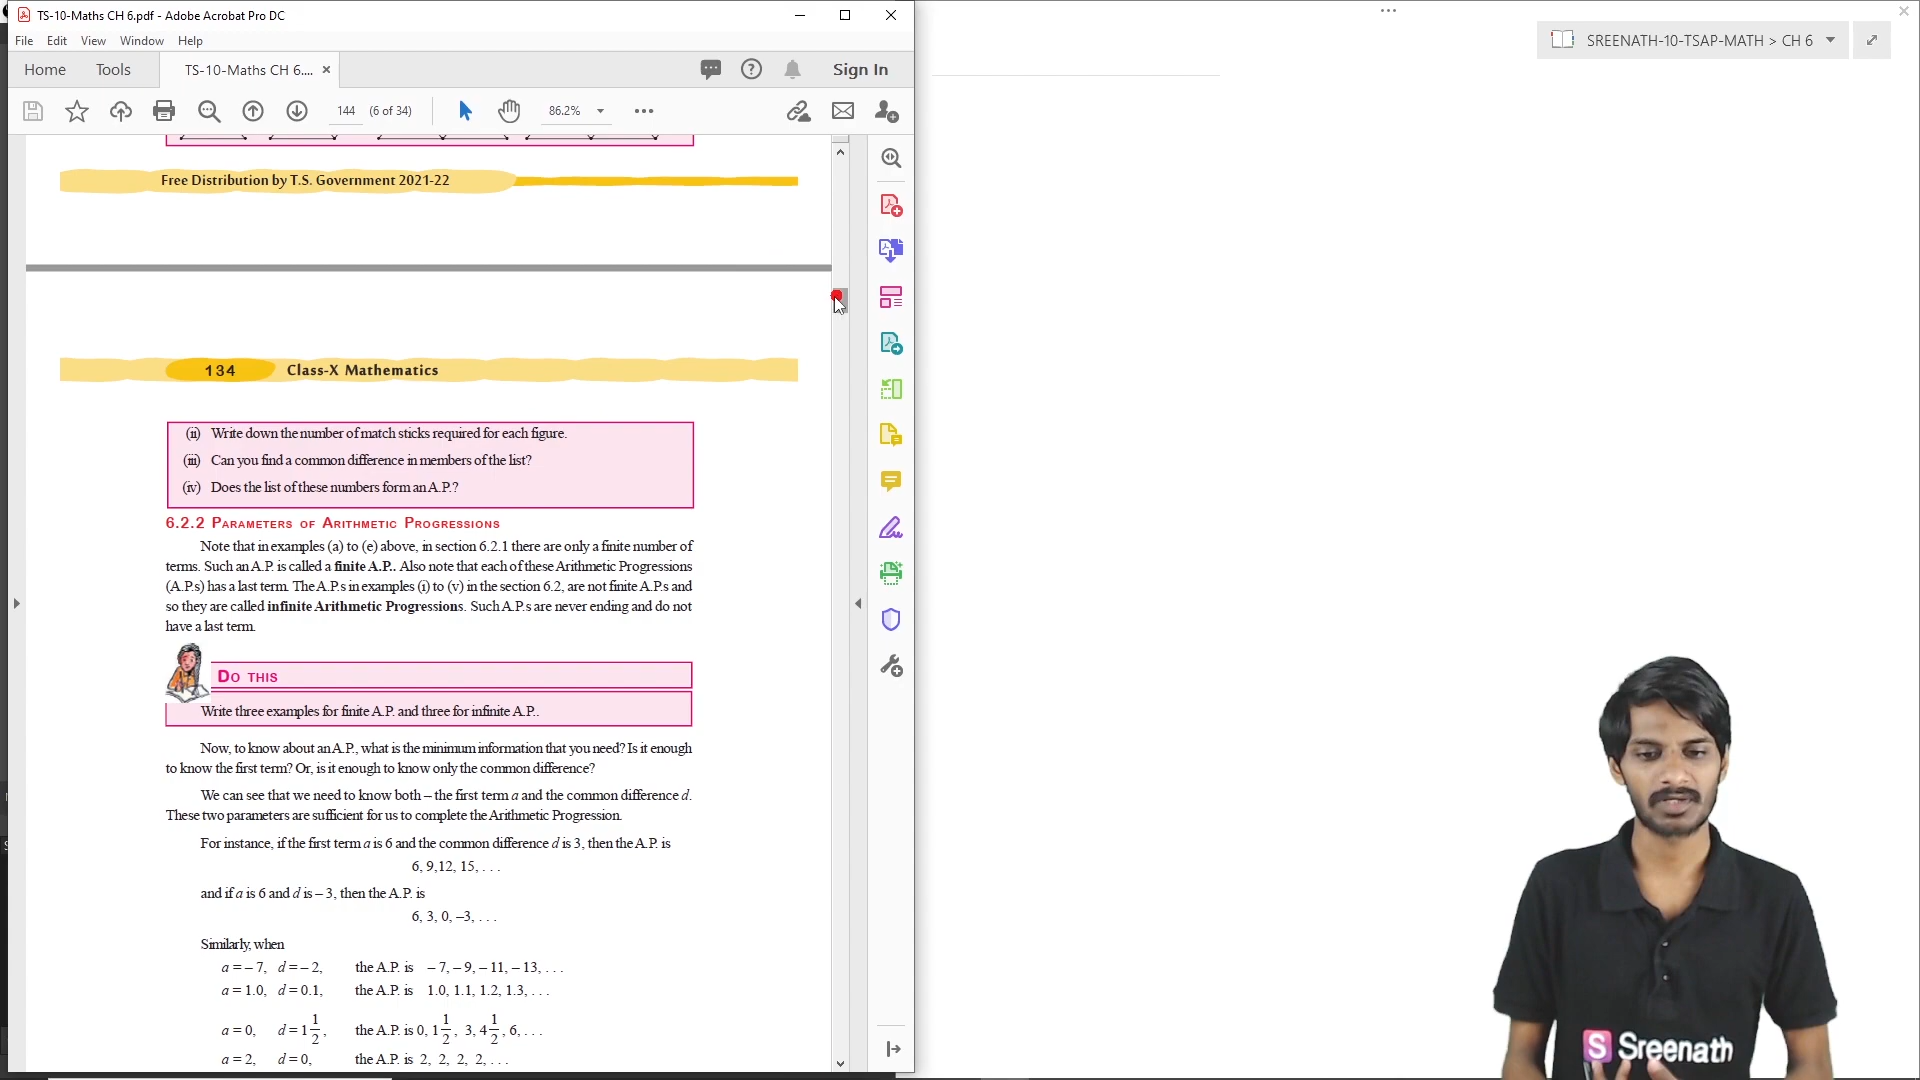 TS-10-Maths CH 6.pdf - Adobe Acrobat Pro DC
File Edit View Window Help
Home Tools TS-10-Maths CH 6.... × Sign In
144 (6 of 34) 86.2%
SREENATH-10-TSAP-MATH > CH 6
Free Distribution by T.S. Government 2021-22
134 Class-X Mathematics
(ii) Write down the number of match sticks required for each figure.
(iii) Can you find a common difference in members of the list?
(iv) Does the list of these numbers form an A.P.?
6.2.2 PARAMETERS OF ARITHMETIC PROGRESSIONS
Note that in examples (a) to (e) above, in section 6.2.1 there are only a finite number of
terms. Such an A.P. is called a finite A.P.. Also note that each of these Arithmetic Progressions
(A.P.s) has a last term. The A.P.s in examples (i) to (v) in the section 6.2, are not finite A.P.s and
so they are called infinite Arithmetic Progressions. Such A.P.s are never ending and do not
have a last term.
DO THIS
Write three examples for finite A.P. and three for infinite A.P..
Now, to know about an A.P., what is the minimum information that you need? Is it enough
to know the first term? Or, is it enough to know only the common difference?
We can see that we need to know both – the first term a and the common difference d.
These two parameters are sufficient for us to complete the Arithmetic Progression.
For instance, if the first term a is 6 and the common difference d is 3, then the A.P. is
6, 9,12, 15, . . .
and if a is 6 and d is – 3, then the A.P. is
6, 3, 0, –3, . . .
Similarly, when
a = – 7, d = – 2, the A.P. is – 7, – 9, – 11, – 13, . . .
a = 1.0, d = 0.1, the A.P. is 1.0, 1.1, 1.2, 1.3, . . .
a = 0, d = 1 1/2, the A.P. is 0, 1 1/2, 3, 4 1/2, 6, . . .
a = 2, d = 0, the A.P. is 2, 2, 2, 2, . . .
S Sreenath